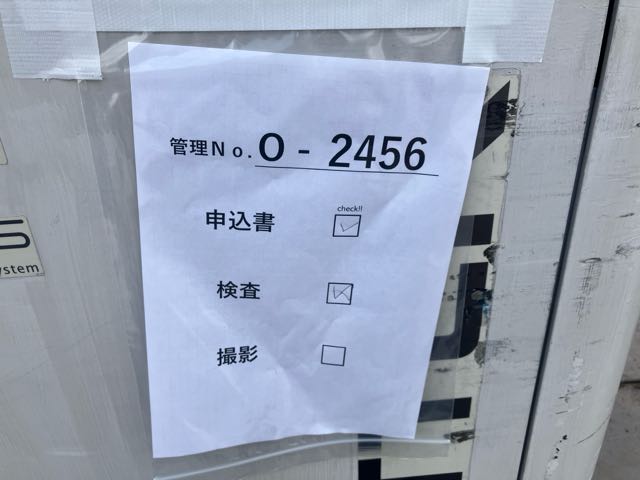 管理No. O - 2456
check!!
申込書
検査
撮影
ystem